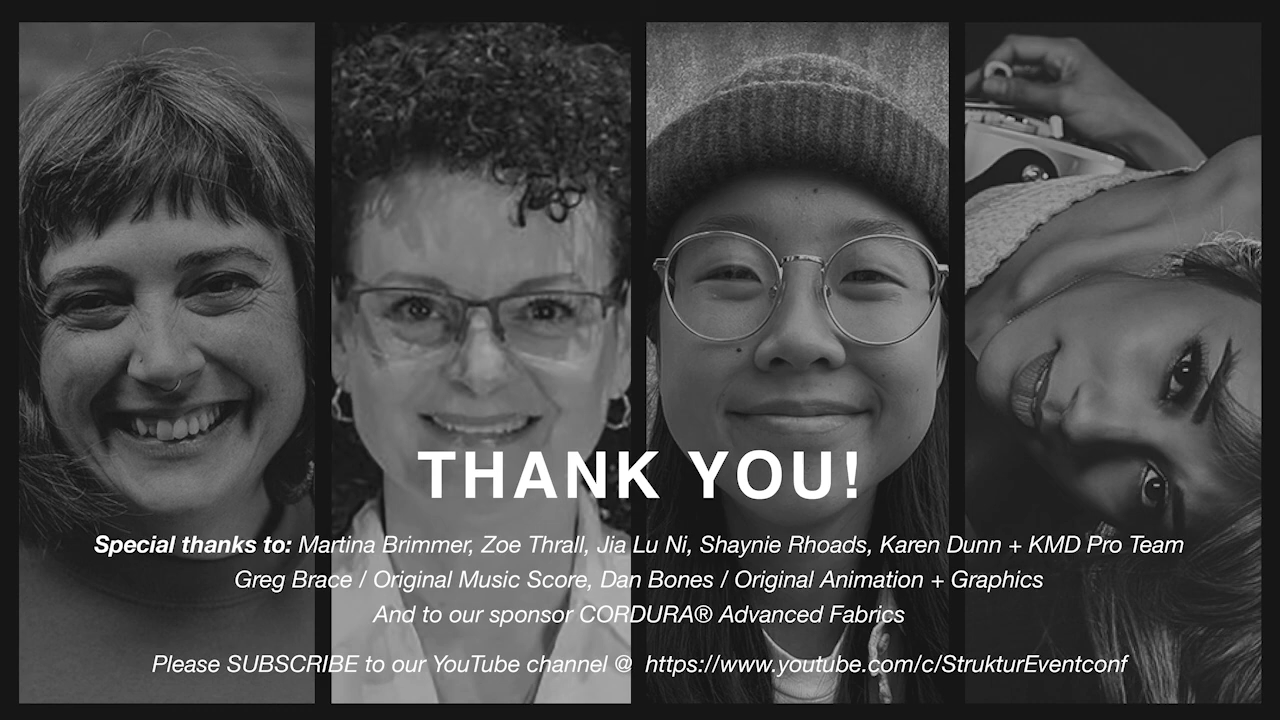 THANK YOU!
Special thanks to: Martina Brimmer, Zoe Thrall, Jia Lu Ni, Shaynie Rhoads, Karen Dunn + KMD Pro Team
Greg Brace / Original Music Score, Dan Bones / Original Animation + Graphics
And to our sponsor CORDURA® Advanced Fabrics
Please SUBSCRIBE to our YouTube channel @ https://www.youtube.com/c/StrukturEventconf